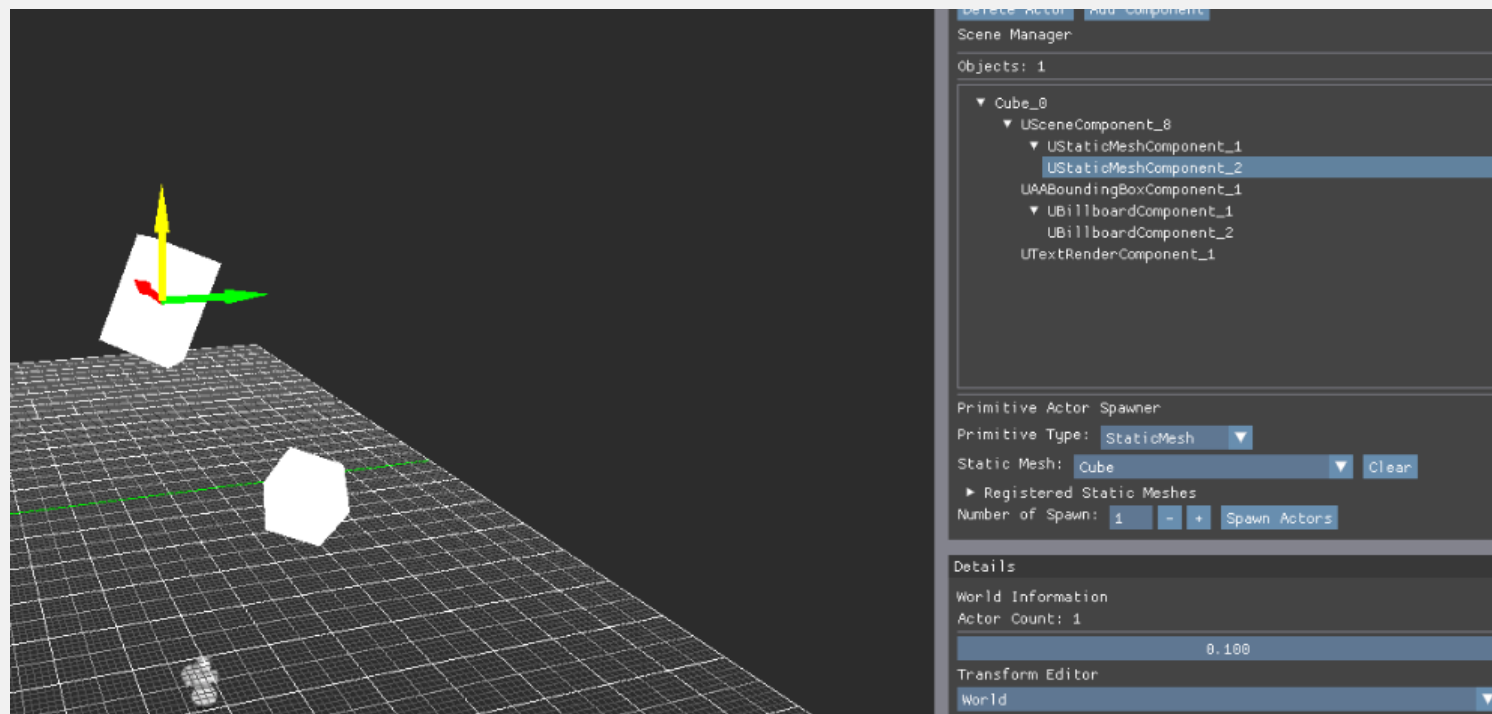 Delete Actor Add Component
Scene Manager
Objects: 1
Cube_0
USceneComponent_8
UStaticMeshComponent_1
UStaticMeshComponent_2
UAABoundingBoxComponent_1
UBillboardComponent_1
UBillboardComponent_2
UTextRenderComponent_1
Primitive Actor Spawner
Primitive Type: StaticMesh
Static Mesh: Cube Clear
Registered Static Meshes
Number of Spawn: 1 - + Spawn Actors
Details
World Information
Actor Count: 1
0.100
Transform Editor
World